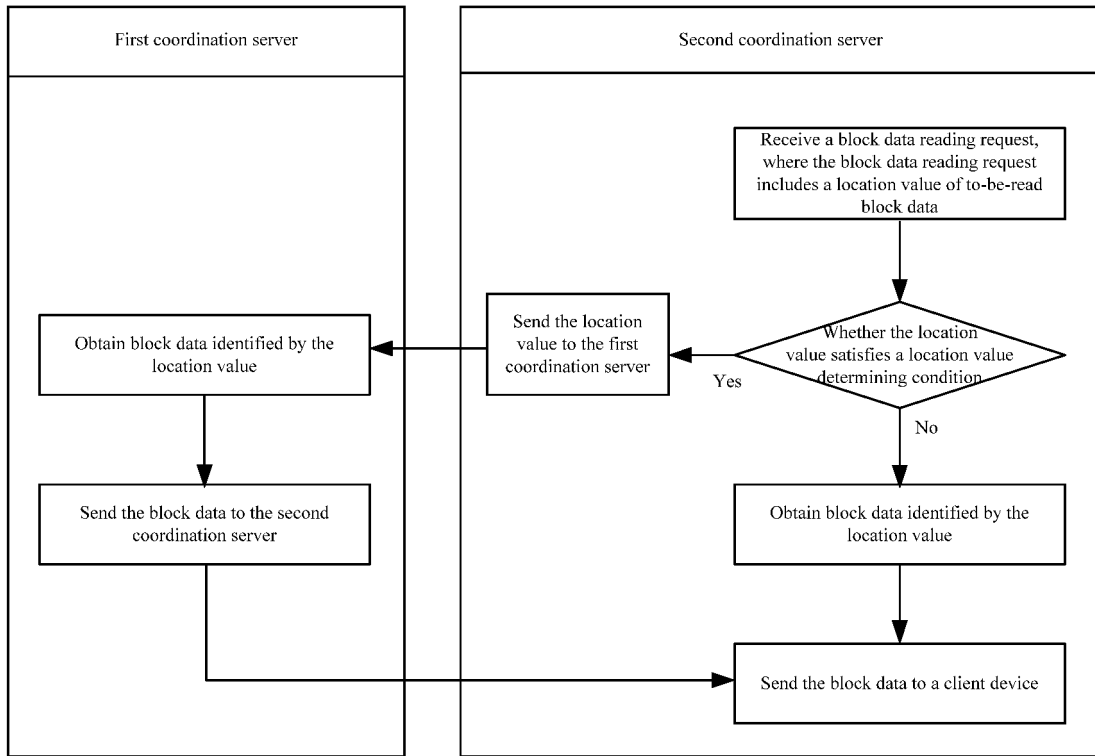 First coordination server
Second coordination server
Receive a block data reading request,
where the block data reading request
includes a location value of to-be-read
block data
Whether the location
value satisfies a location value
determining condition
Yes
No
Send the location
value to the first
coordination server
Obtain block data identified by the
location value
Send the block data to the second
coordination server
Obtain block data identified by the
location value
Send the block data to a client device